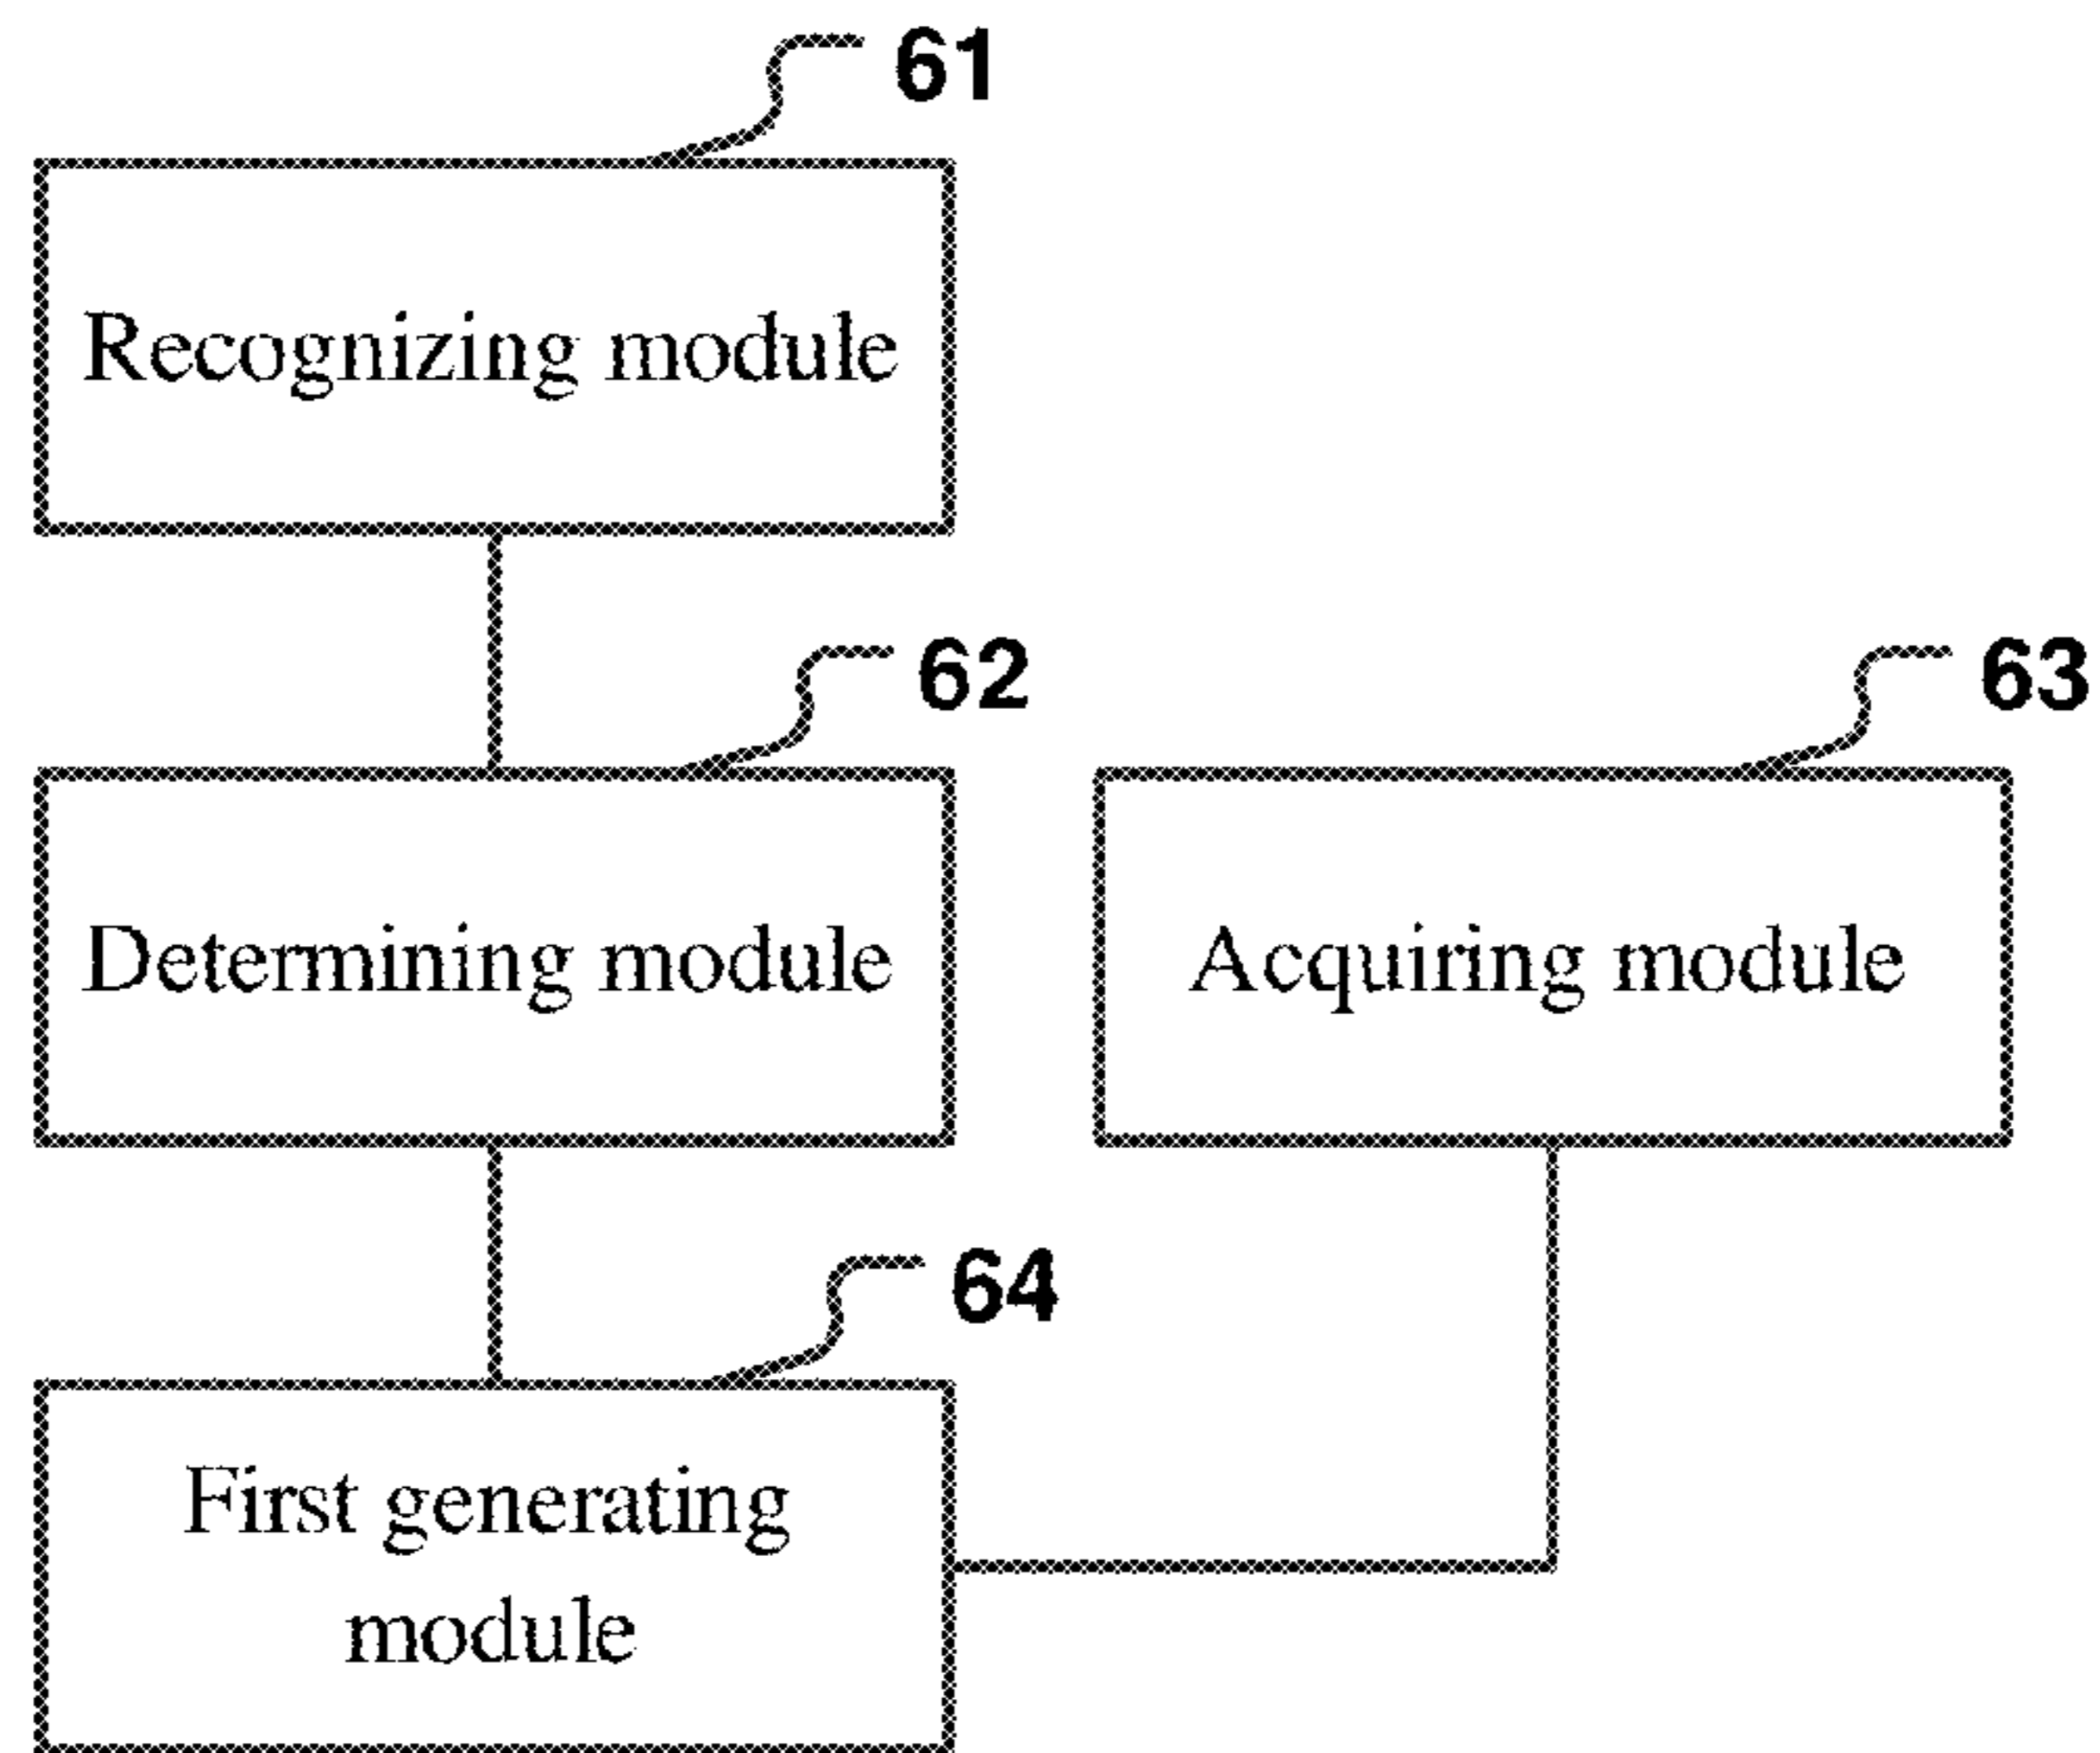 61
Recognizing module
62
63
Determining module
Acquiring module
64
First generating
module